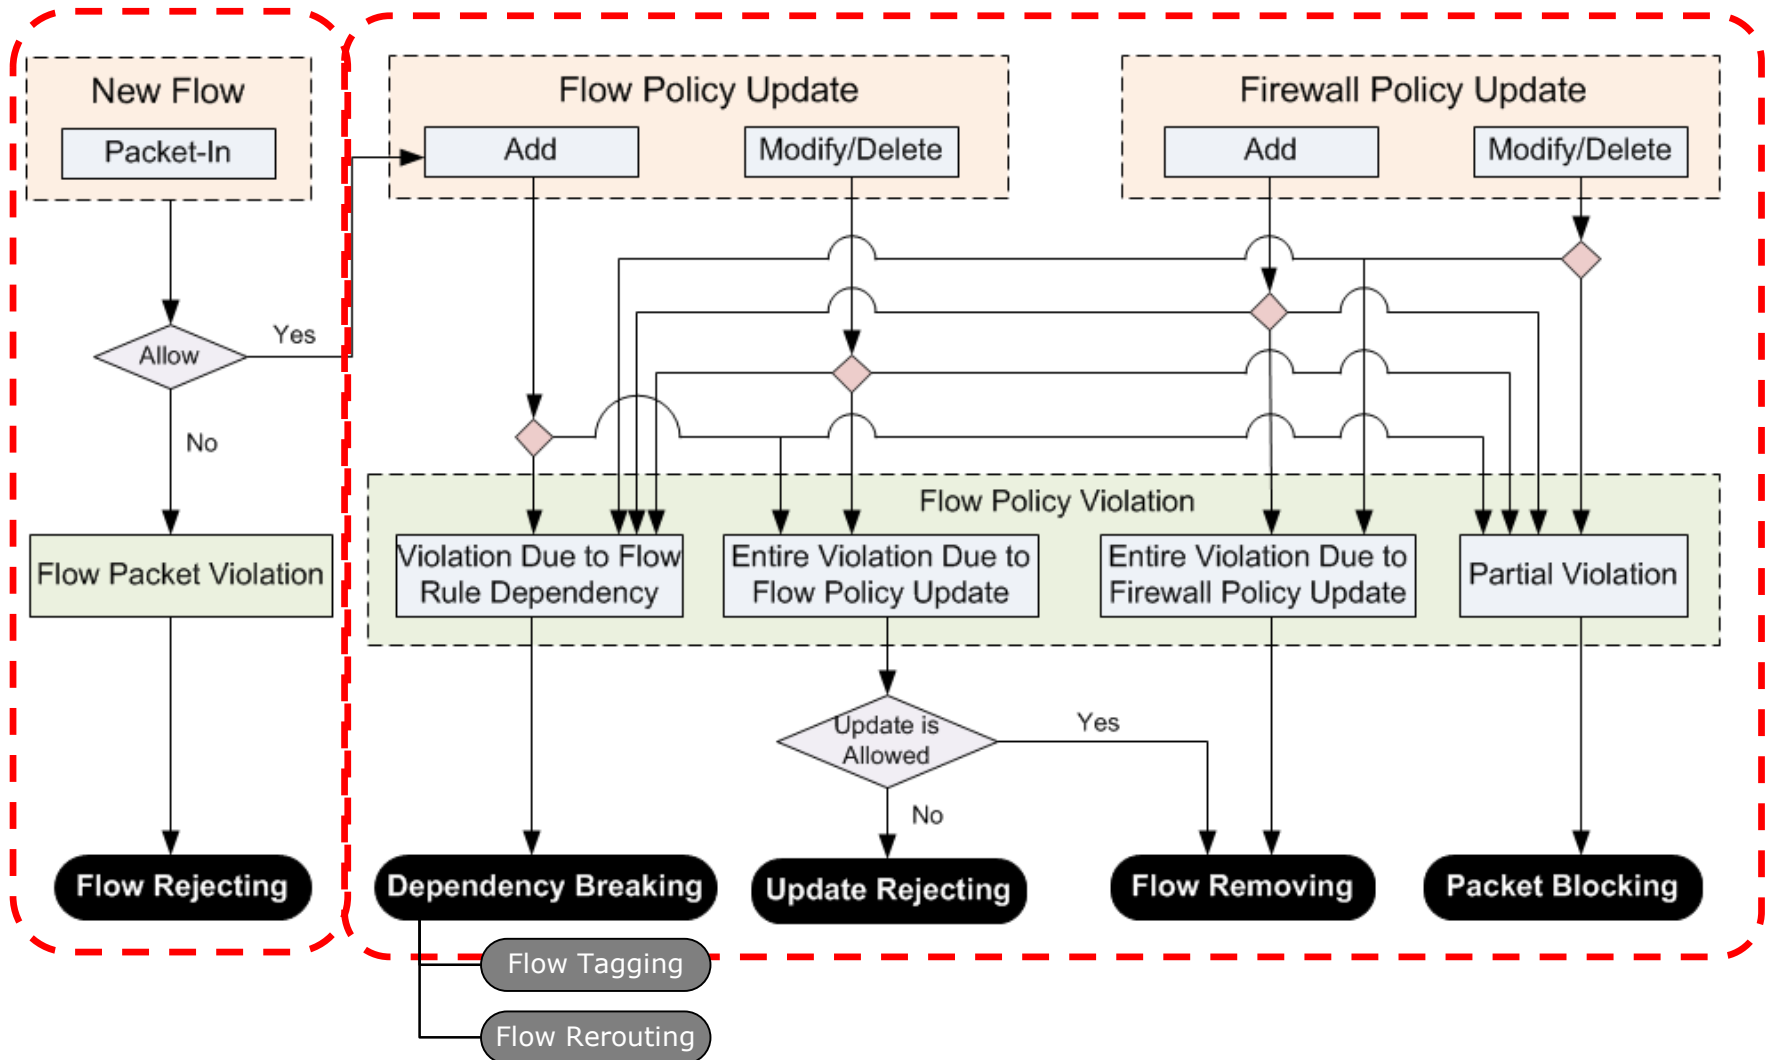 New Flow
Packet-In
Flow Policy Update
Add
Modify/Delete
Firewall Policy Update
Add
Modify/Delete
Yes
Allow
No
Flow Policy Violation
Flow Packet Violation
Violation Due to Flow
Rule Dependency
Entire Violation Due to
Flow Policy Update
Entire Violation Due to
Firewall Policy Update
Partial Violation
Update is
Allowed
Yes
No
Flow Rejecting
Dependency Breaking
Update Rejecting
Flow Removing
Packet Blocking
Flow Tagging
Flow Rerouting